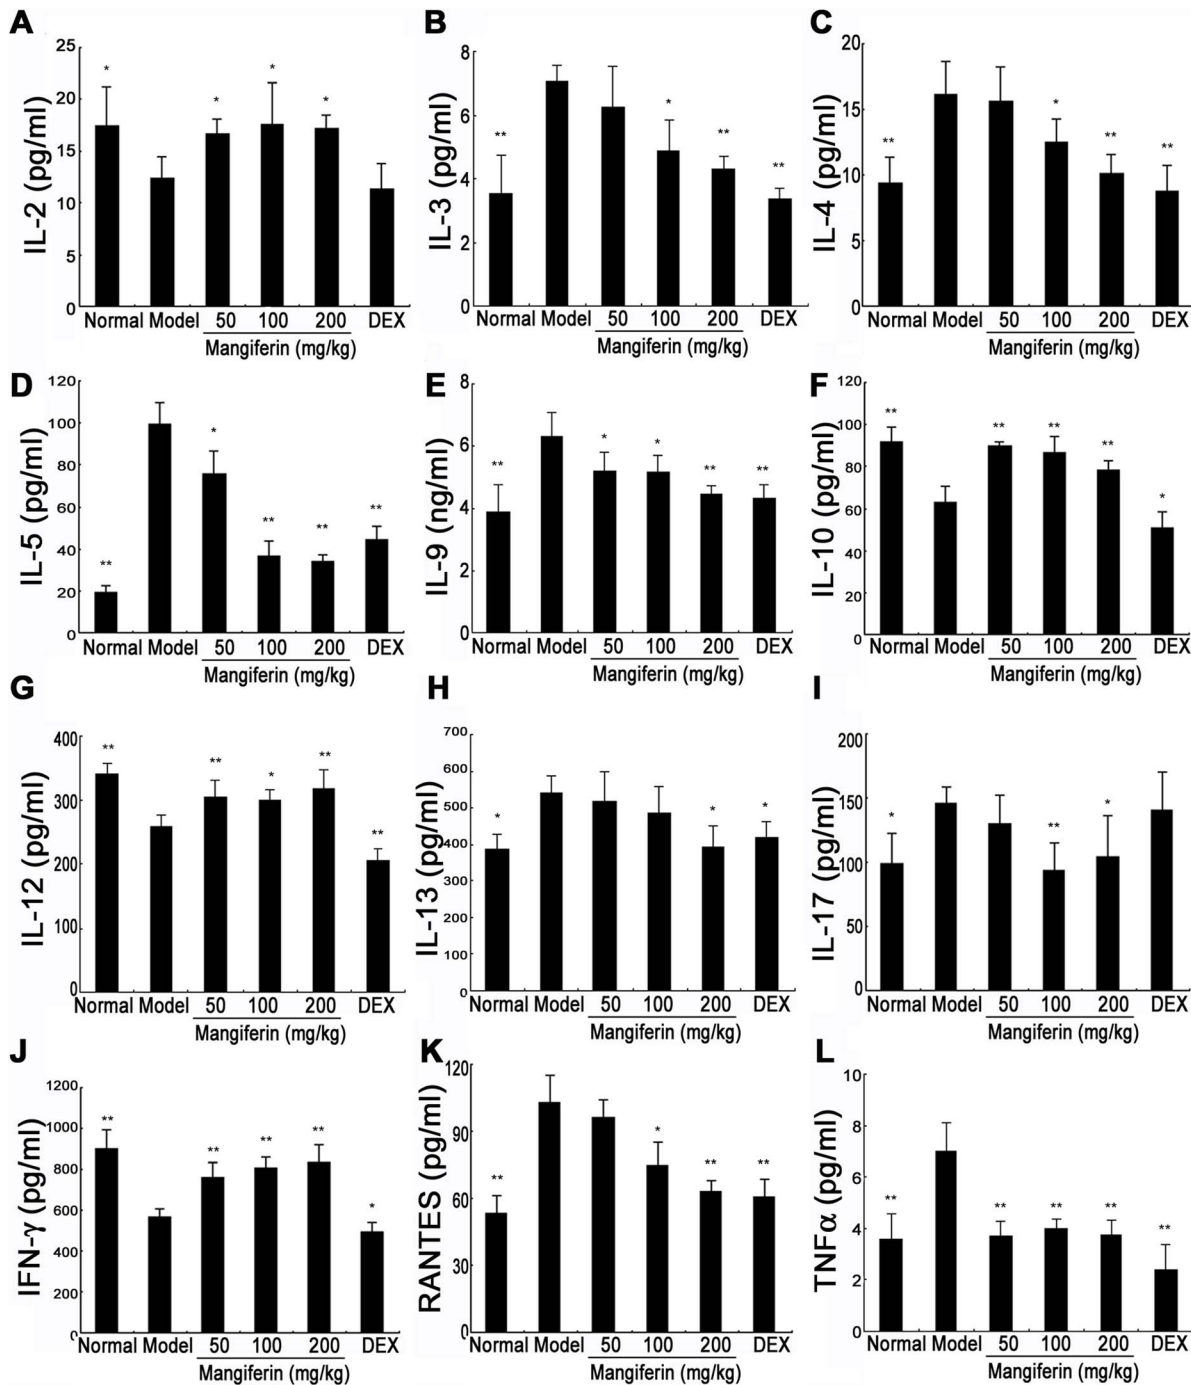 A
IL-2 (pg/ml)
25
20
15
10
5
0
* * * *
Normal Model 50 100 200 DEX
Mangiferin (mg/kg)
B
IL-3 (pg/ml)
8
6
4
2
0
** * ** **
Normal Model 50 100 200 DEX
Mangiferin (mg/kg)
C
IL-4 (pg/ml)
20
15
10
5
0
** * ** **
Normal Model 50 100 200 DEX
Mangiferin (mg/kg)
D
IL-5 (pg/ml)
120
100
80
60
40
20
0
** * ** ** **
Normal Model 50 100 200 DEX
Mangiferin (mg/kg)
E
IL-9 (ng/ml)
8
6
4
2
0
** * * ** **
Normal Model 50 100 200 DEX
Mangiferin (mg/kg)
F
IL-10 (pg/ml)
120
100
80
60
40
20
0
** ** ** ** *
Normal Model 50 100 200 DEX
Mangiferin (mg/kg)
G
IL-12 (pg/ml)
400
300
200
100
0
** ** * ** **
Normal Model 50 100 200 DEX
Mangiferin (mg/kg)
H
IL-13 (pg/ml)
700
600
500
400
300
200
100
0
* * *
Normal Model 50 100 200 DEX
Mangiferin (mg/kg)
I
IL-17 (pg/ml)
200
150
100
50
0
* ** *
Normal Model 50 100 200 DEX
Mangiferin (mg/kg)
J
IFN-γ (pg/ml)
1200
1000
800
600
400
200
0
** ** ** ** *
Normal Model 50 100 200 DEX
Mangiferin (mg/kg)
K
RANTES (pg/ml)
120
90
60
30
0
** * ** **
Normal Model 50 100 200 DEX
Mangiferin (mg/kg)
L
TNFα (pg/ml)
10
8
6
4
2
0
** ** ** ** **
Normal Model 50 100 200 DEX
Mangiferin (mg/kg)